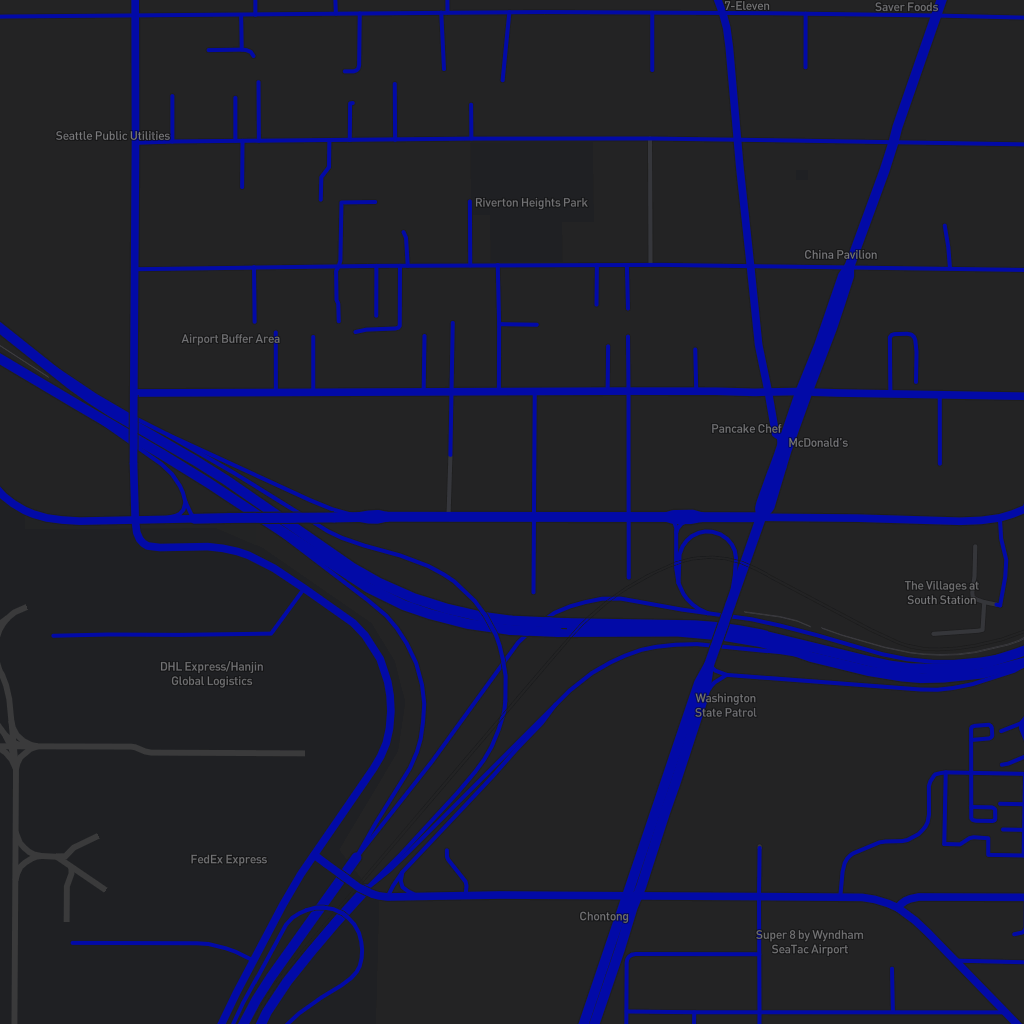 7-Eleven
Saver Foods
Seattle Public Utilities
Riverton Heights Park
China Pavilion
Airport Buffer Area
Pancake Chef
McDonald's
The Villages at
South Station
DHL Express/Hanjin
Global Logistics
Washington
State Patrol
FedEx Express
Chontong
Super 8 by Wyndham
SeaTac Airport